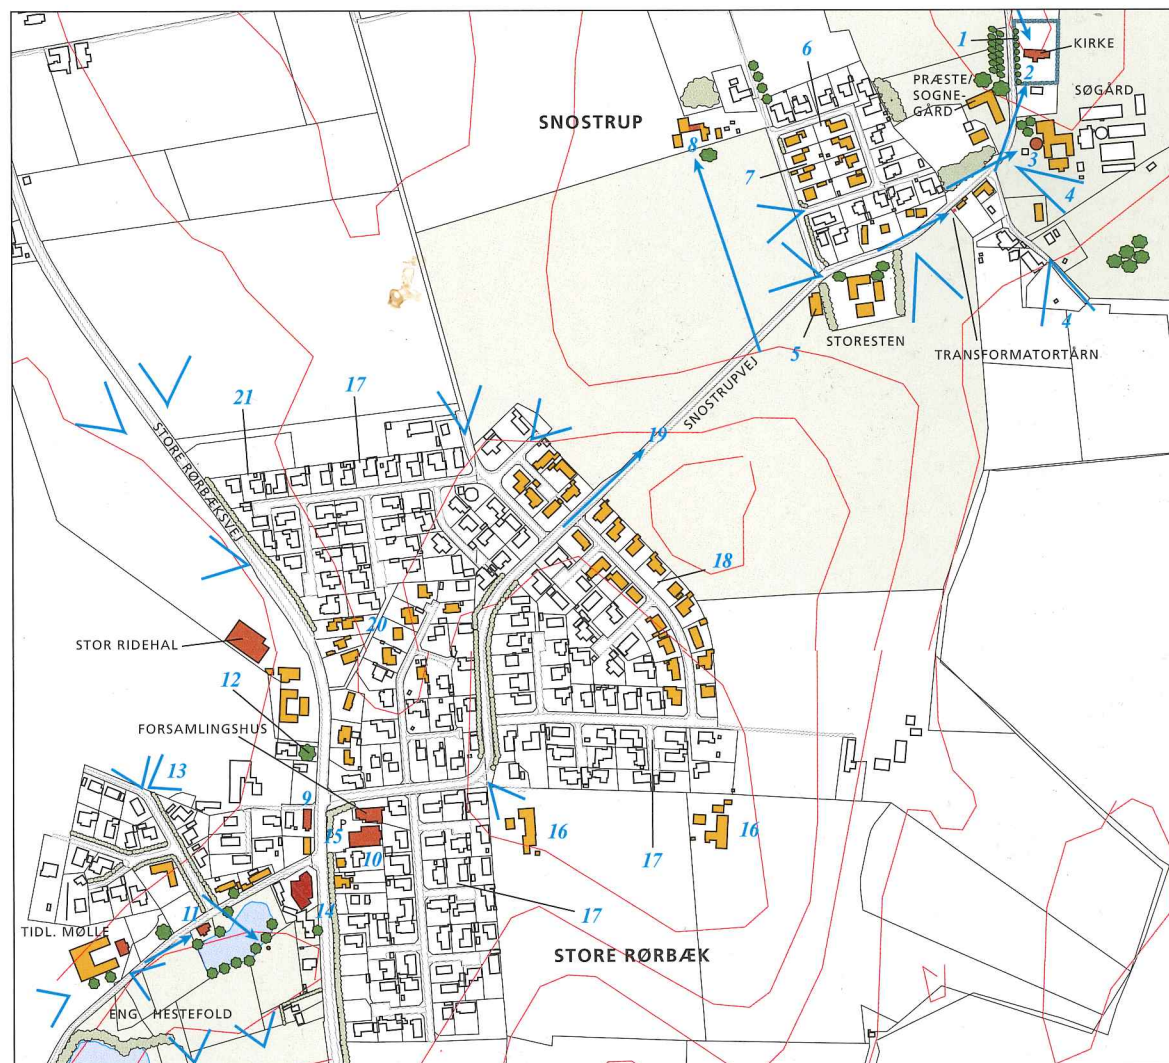 1
KIRKE
2
6
PRÆSTE/
SOGNE-
GÅRD
SØGÅRD
SNOSTRUP
8
7
3
4
4
5
STORESTEN
TRANSFORMATORTÅRN
SNOSTRUPVEJ
21
17
STORE RØRBÆKSVEJ
19
18
20
STOR RIDEHAL
12
FORSAMLINGSHUS
13
9
15
10
16
16
17
17
14
11
TIDL. MØLLE
STORE RØRBÆK
ENG
HESTEFOLD